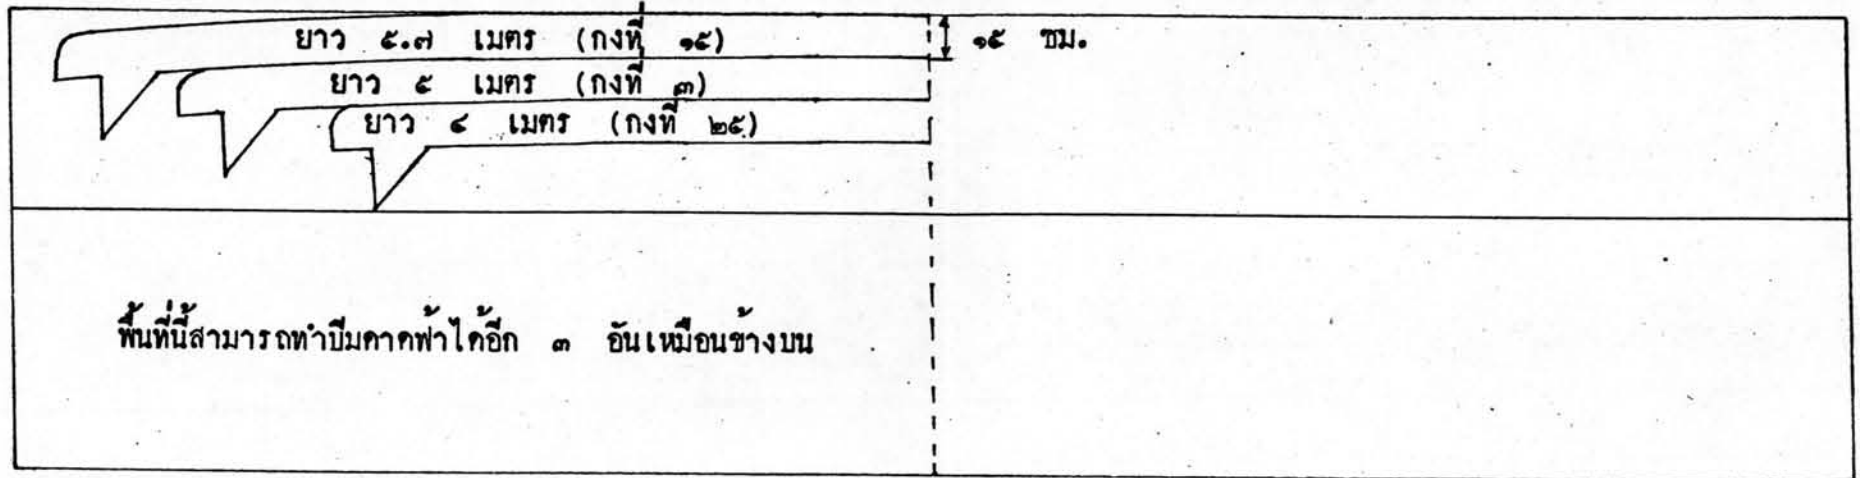 ยาว ๕.๗ เมตร (กงที่ ๑๕)
๑๕ ซม.
ยาว ๕ เมตร (กงที่ ๓)
ยาว ๔ เมตร (กงที่ ๒๕)
พื้นที่นี้สามารถทำบีมดาดฟ้าได้อีก ๓ อันเหมือนข้างบน